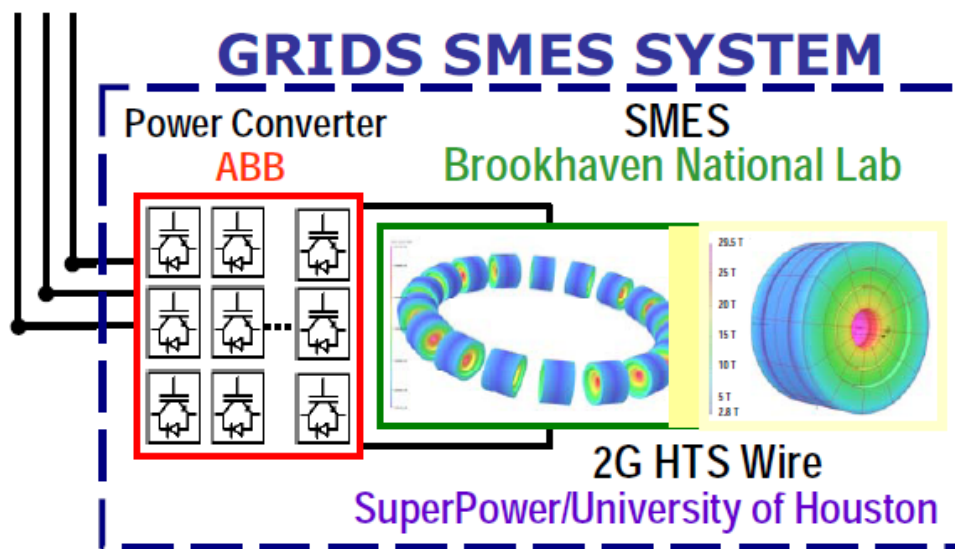 GRIDS SMES SYSTEM
Power Converter
ABB
SMES
Brookhaven National Lab
29.5 T
25 T
20 T
15 T
10 T
5 T
2.8 T
2G HTS Wire
SuperPower/University of Houston